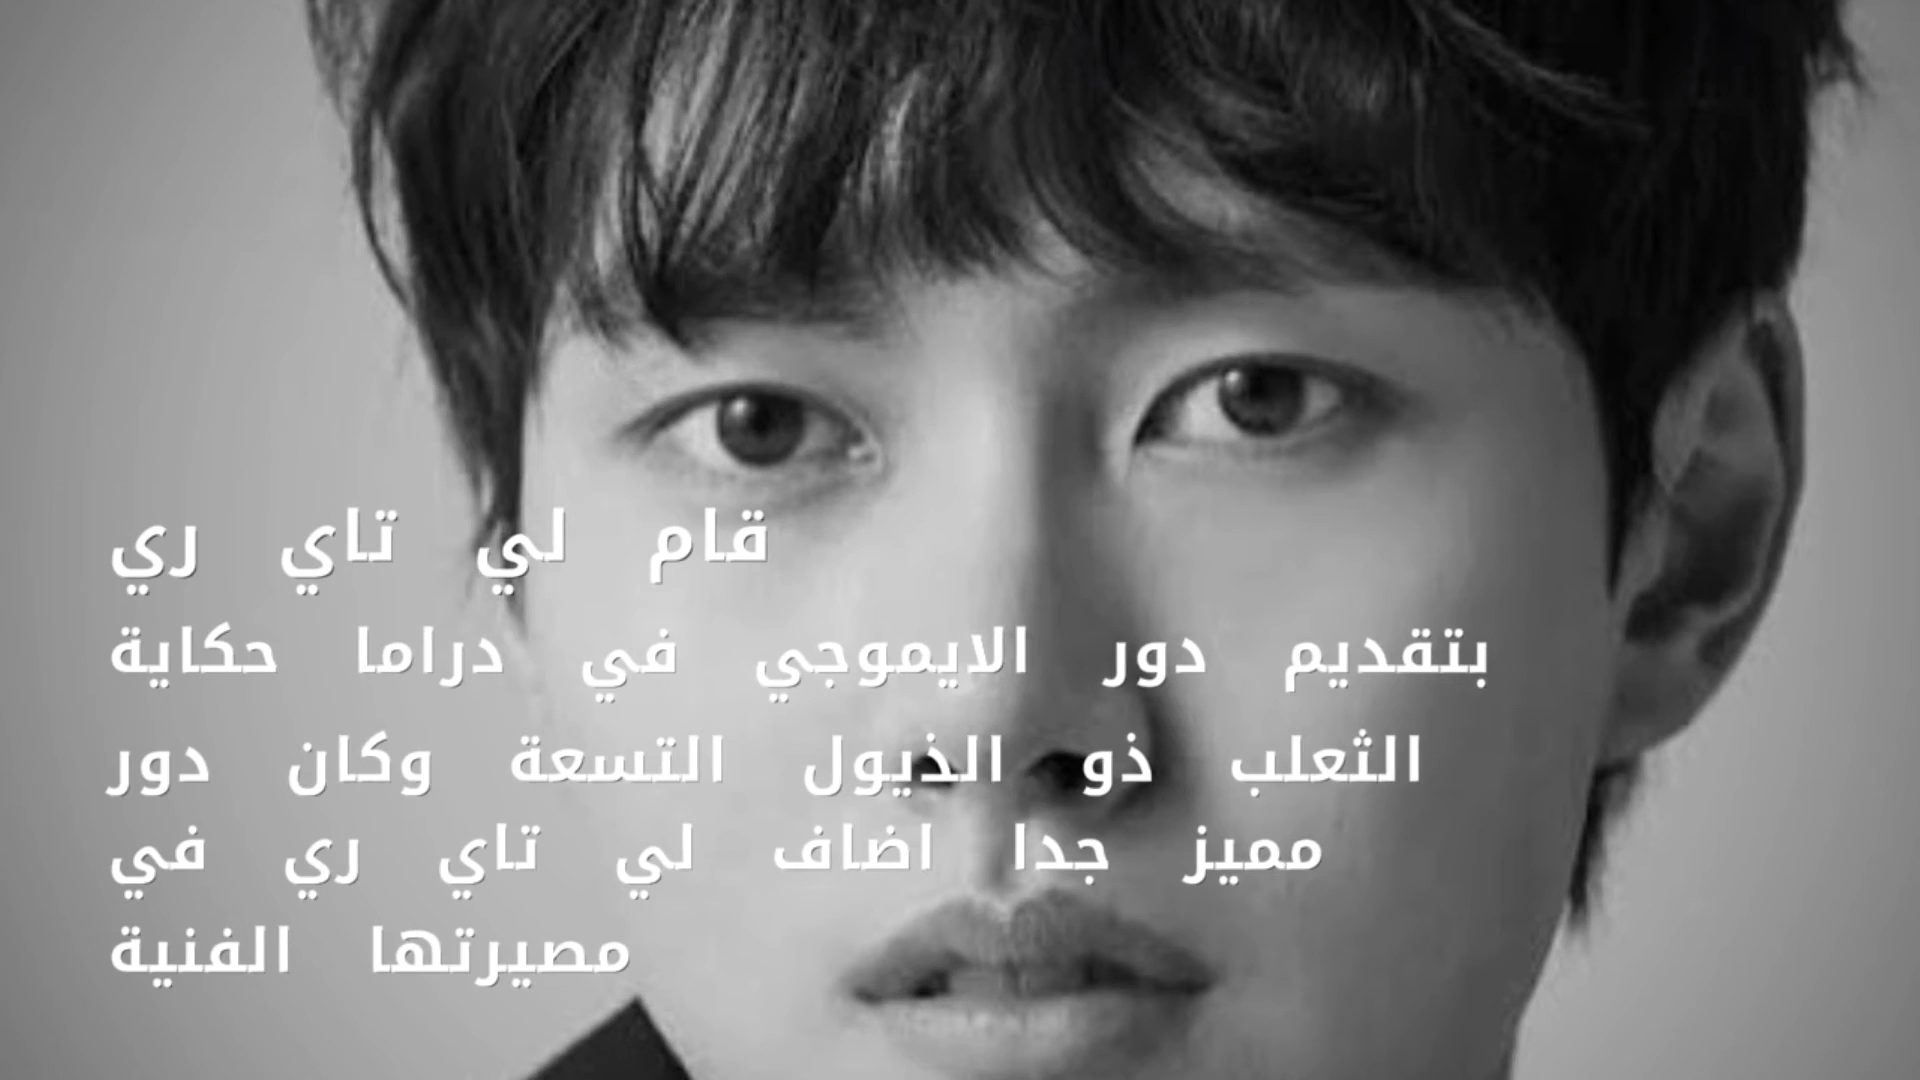 قام لي تاي ري
بتقديم دور الايموجي في دراما حكاية
الثعلب ذو الذيول التسعة وكان دور
مميز جدا اضاف لي تاي ري في
مصيرتها الفنية